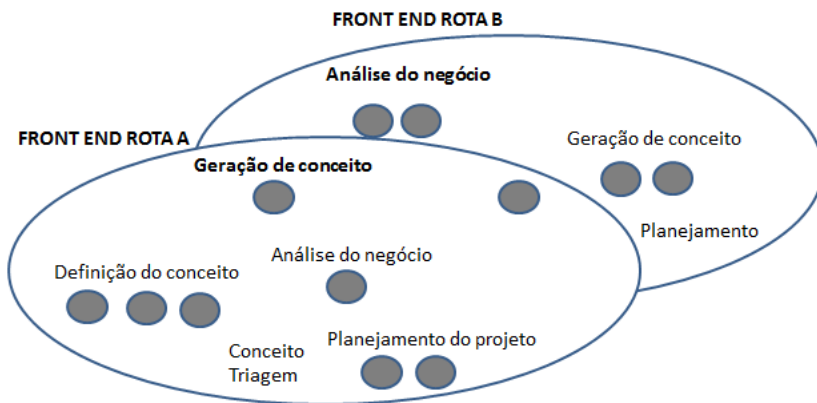 FRONT END ROTA B
Análise do negócio
FRONT END ROTA A
Geração de conceito
Geração de conceito
Planejamento
Análise do negócio
Definição do conceito
Planejamento do projeto
Conceito
Triagem